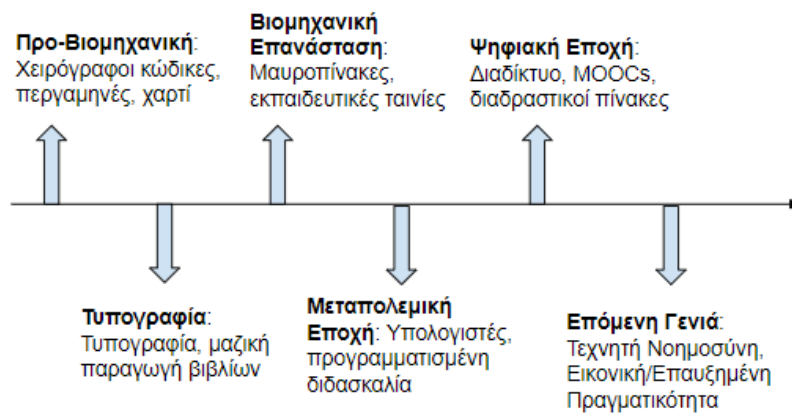 Προ-Βιομηχανική:
Χειρόγραφοι κώδικες,
περγαμηνές, χαρτί
Βιομηχανική
Επανάσταση:
Μαυροπίνακες,
εκπαιδευτικές ταινίες
Ψηφιακή Εποχή:
Διαδίκτυο, MOOCs,
διαδραστικοί πίνακες
Τυπογραφία:
Τυπογραφία, μαζική
παραγωγή βιβλίων
Μεταπολεμική
Εποχή: Υπολογιστές,
προγραμματισμένη
διδασκαλία
Επόμενη Γενιά:
Τεχνητή Νοημοσύνη,
Εικονική/Επαυξημένη
Πραγματικότητα